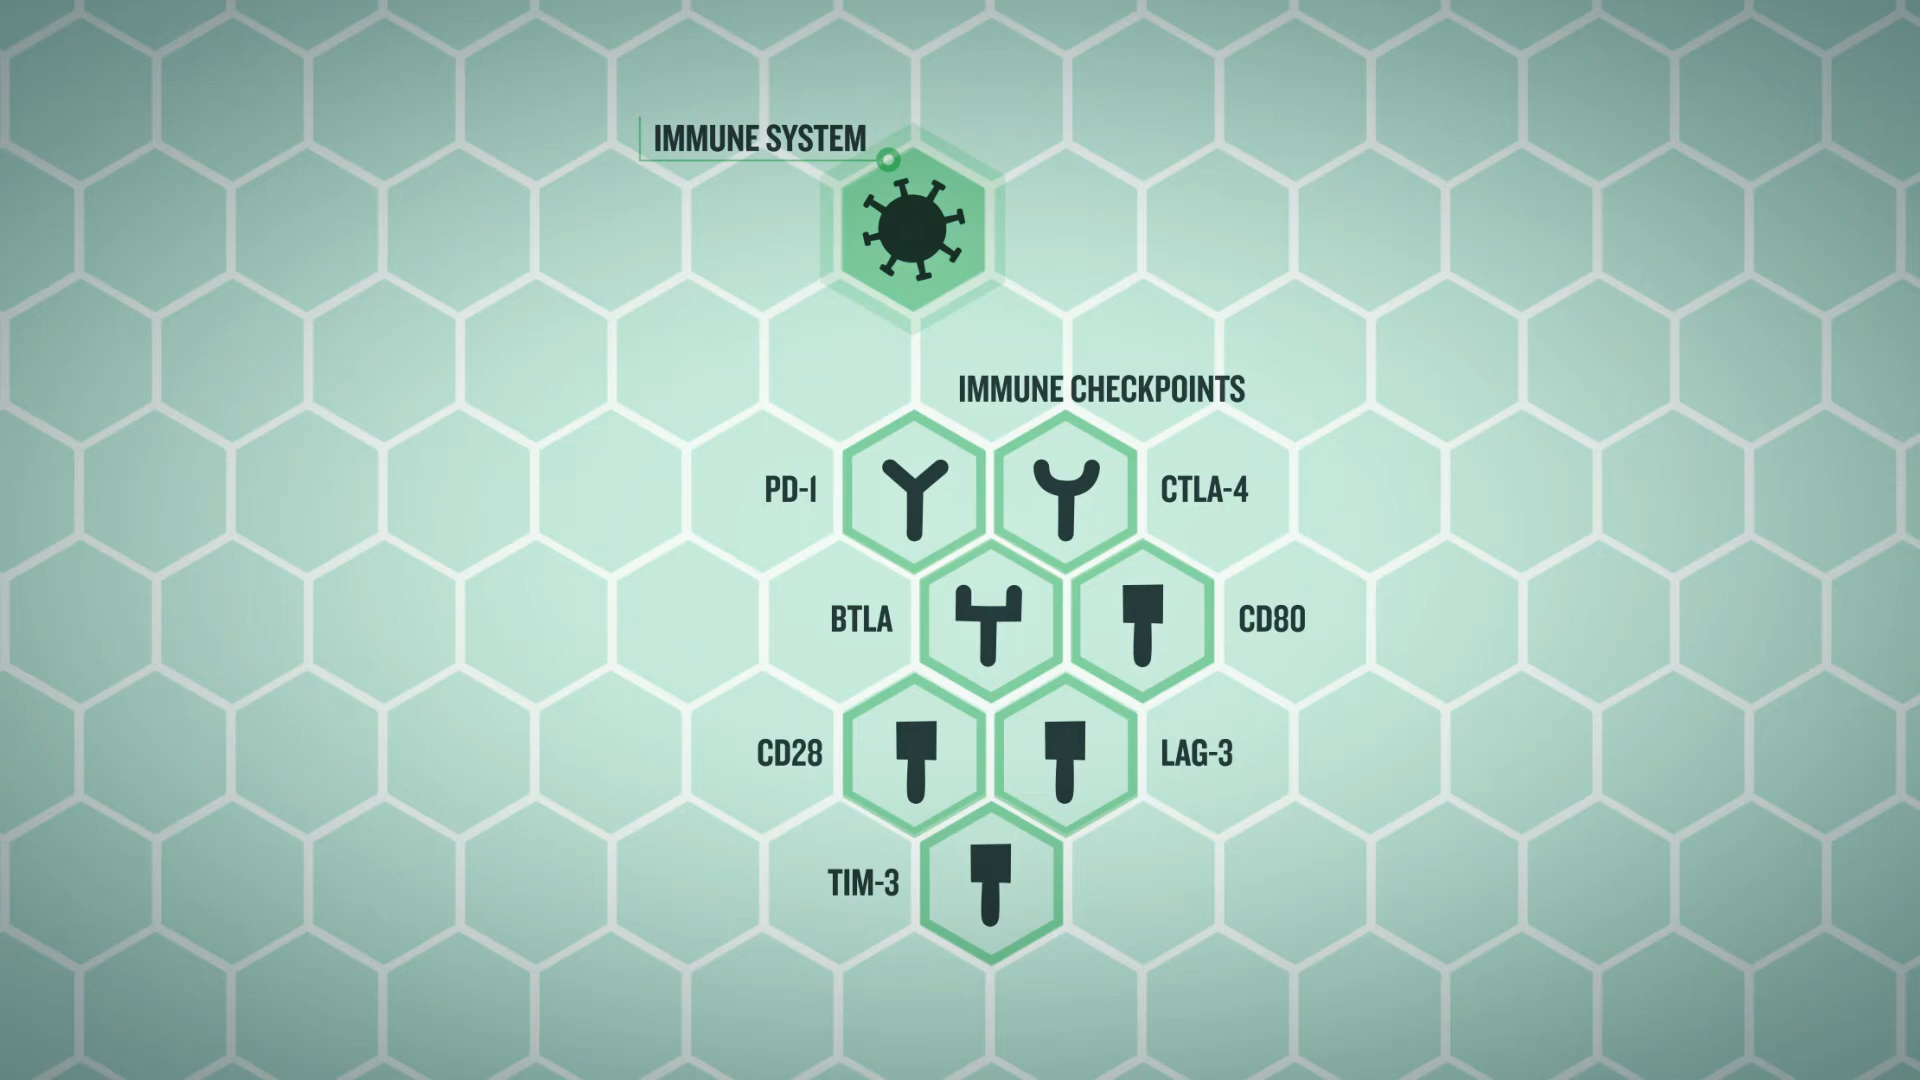 IMMUNE SYSTEM
IMMUNE CHECKPOINTS
PD-1
CTLA-4
BTLA
CD80
CD28
LAG-3
TIM-3